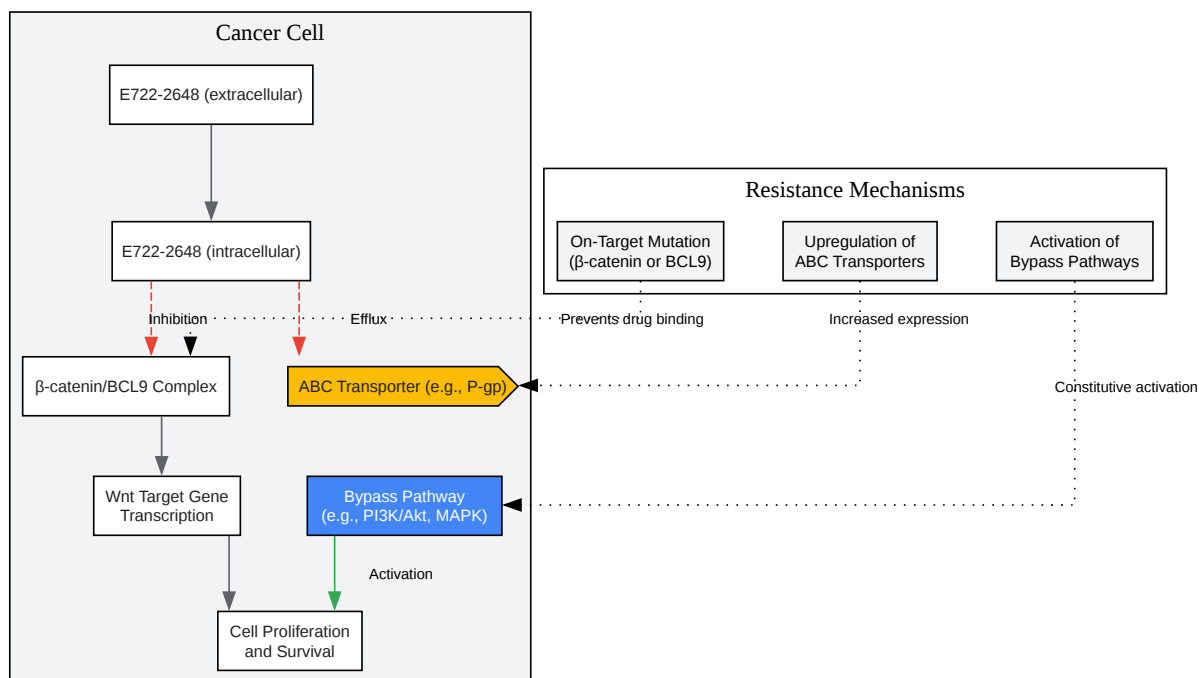 Cancer Cell
E722-2648 (extracellular)
E722-2648 (intracellular)
Inhibition
Efflux
β-catenin/BCL9 Complex
ABC Transporter (e.g., P-gp)
Wnt Target Gene
Transcription
Bypass Pathway
(e.g., PI3K/Akt, MAPK)
Activation
Cell Proliferation
and Survival
Resistance Mechanisms
On-Target Mutation
(β-catenin or BCL9)
Upregulation of
ABC Transporters
Activation of
Bypass Pathways
Prevents drug binding
Increased expression
Constitutive activation